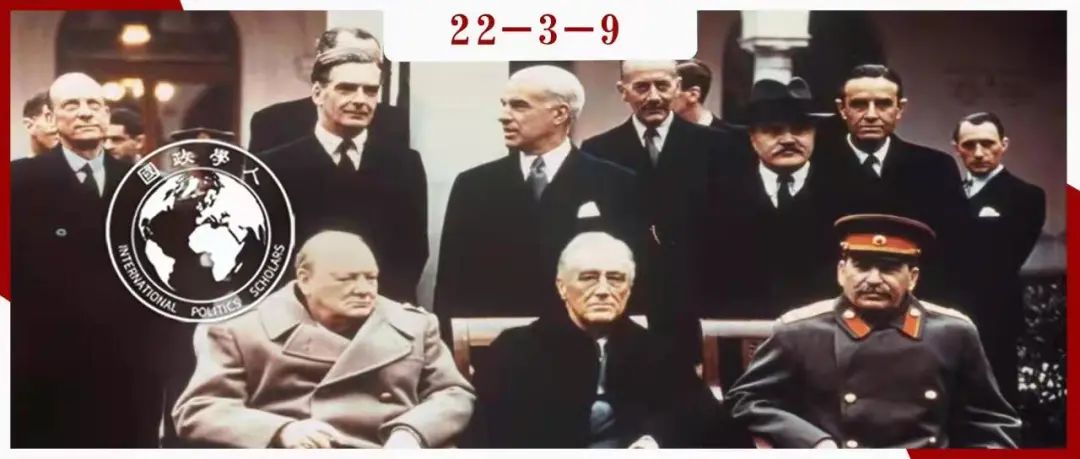 22-3-9
國政學人
INTERNATIONAL POLITICS SCHOLARS